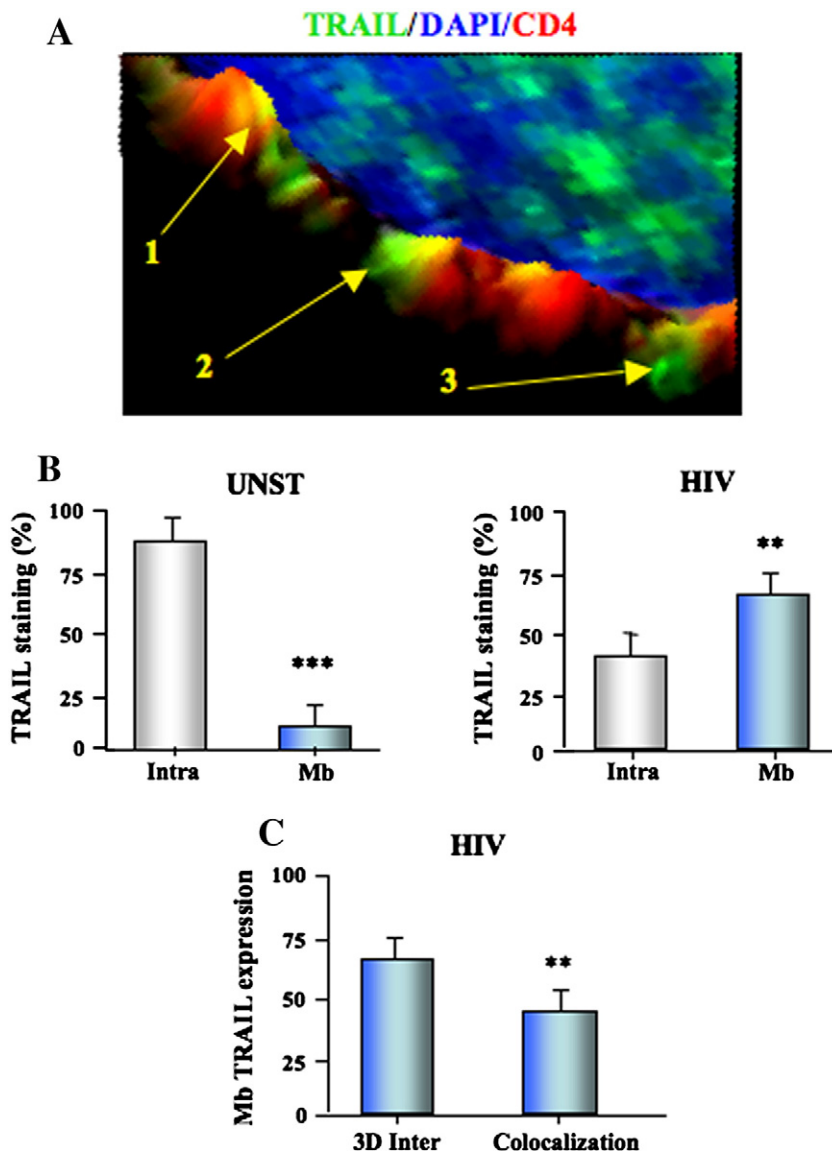 A
TRAIL/DAPI/CD4
1
2
3
B
UNST
TRAIL staining (%)
100
75
50
25
0
***
Intra
Mb
HIV
TRAIL staining (%)
100
75
50
25
0
**
Intra
Mb
C
HIV
Mb TRAIL expression
100
75
50
25
0
**
3D Inter
Colocalization